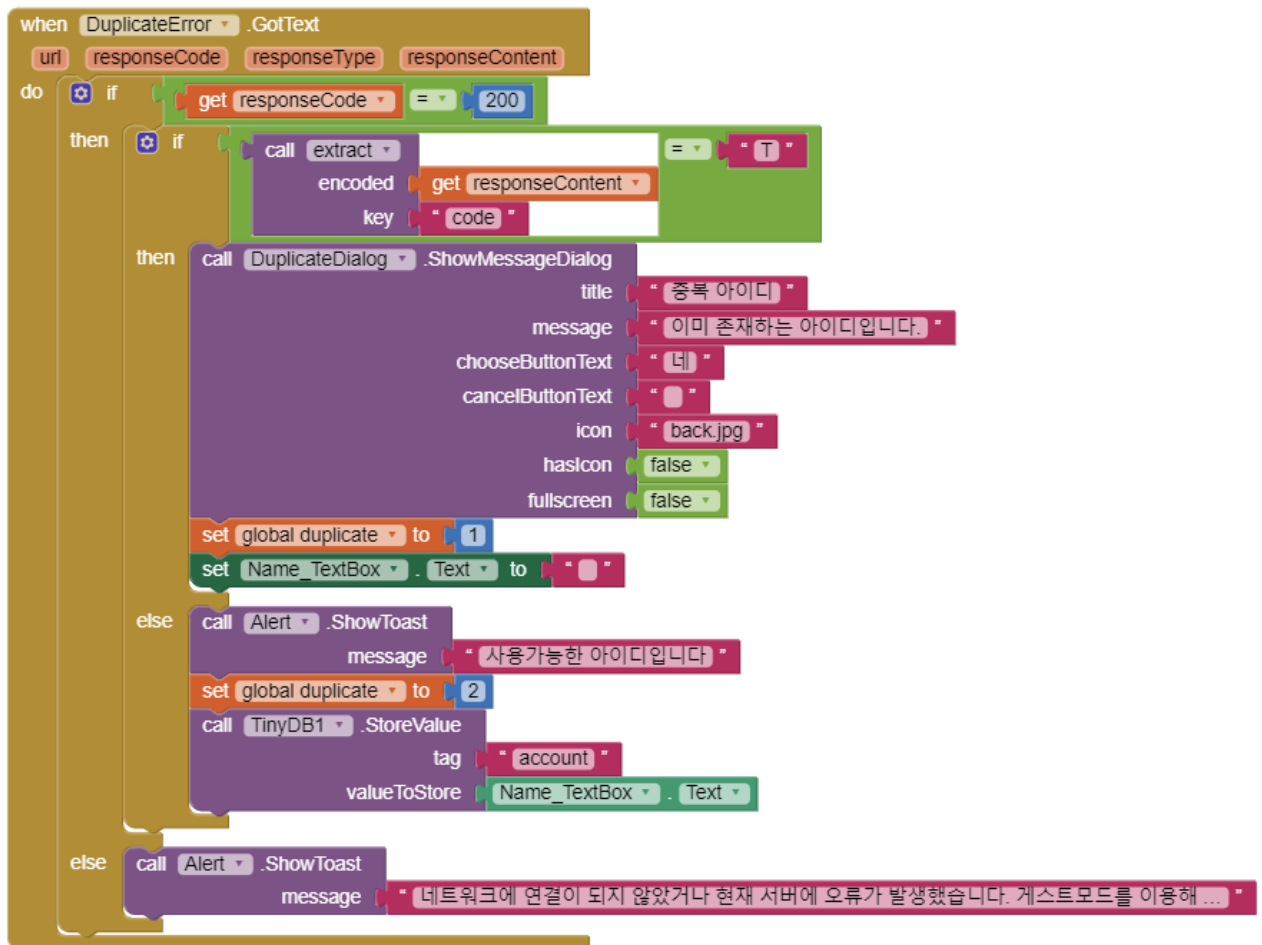 when DuplicateError .GotText
url responseCode responseType responseContent
do if get responseCode = 200
then if call extract = " T "
encoded get responseContent
key " code "
then call DuplicateDialog .ShowMessageDialog
title " 중복 아이디 "
message " 이미 존재하는 아이디입니다. "
chooseButtonText " 네 "
cancelButtonText " "
icon " back.jpg "
hasIcon false
fullscreen false
set global duplicate to 1
set Name_TextBox . Text to " "
else call Alert .ShowToast
message " 사용가능한 아이디입니다 "
set global duplicate to 2
call TinyDB1 .StoreValue
tag " account "
valueToStore Name_TextBox . Text
else call Alert .ShowToast
message " 네트워크에 연결이 되지 않았거나 현재 서버에 오류가 발생했습니다. 게스트모드를 이용해 ... "